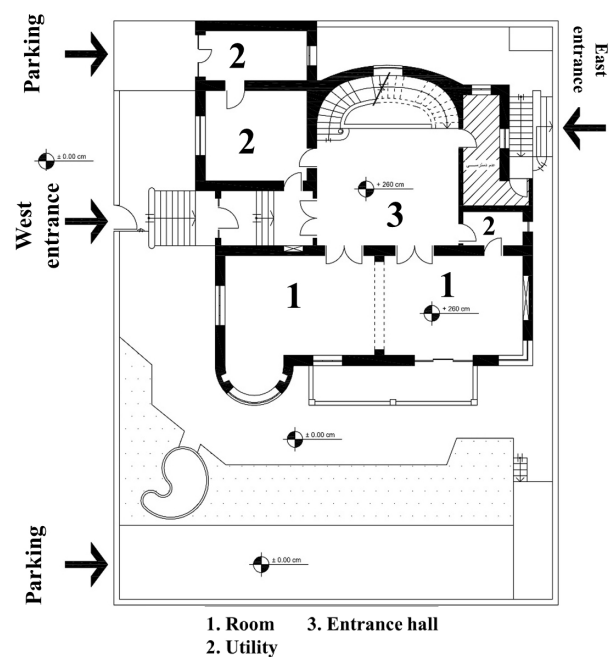 Parking
East
entrance
2
2
± 0.00 cm
+ 260 cm
West
entrance
3
2
1
1
+ 260 cm
± 0.00 cm
Parking
± 0.00 cm
1. Room 3. Entrance hall
2. Utility